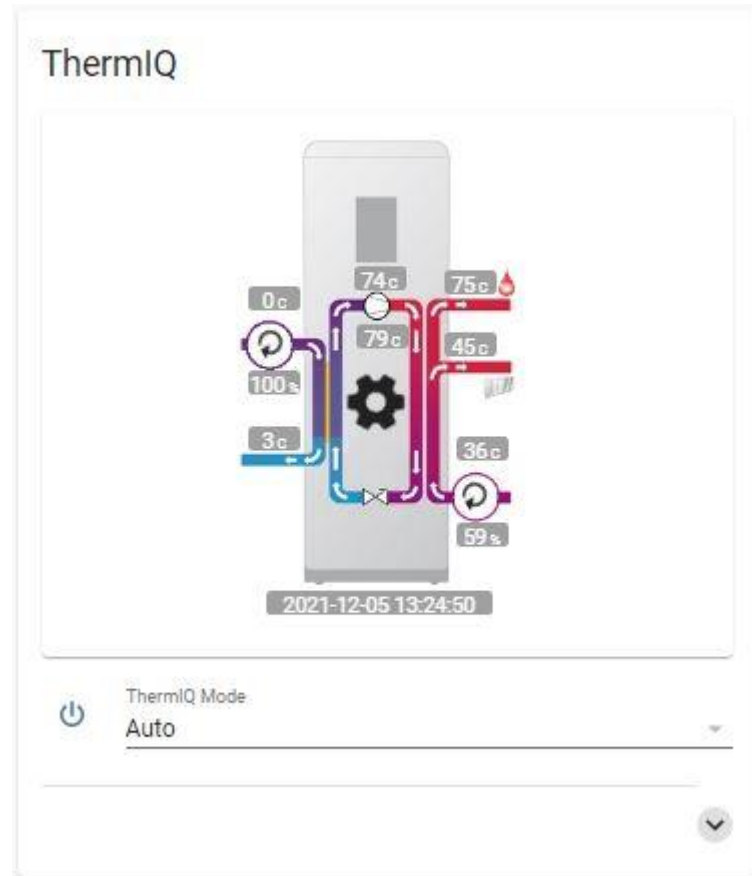 ThermIQ
74c
75c
0c
79c
45c
100%
3c
36c
59%
2021-12-05 13:24:50
ThermIQ Mode
Auto